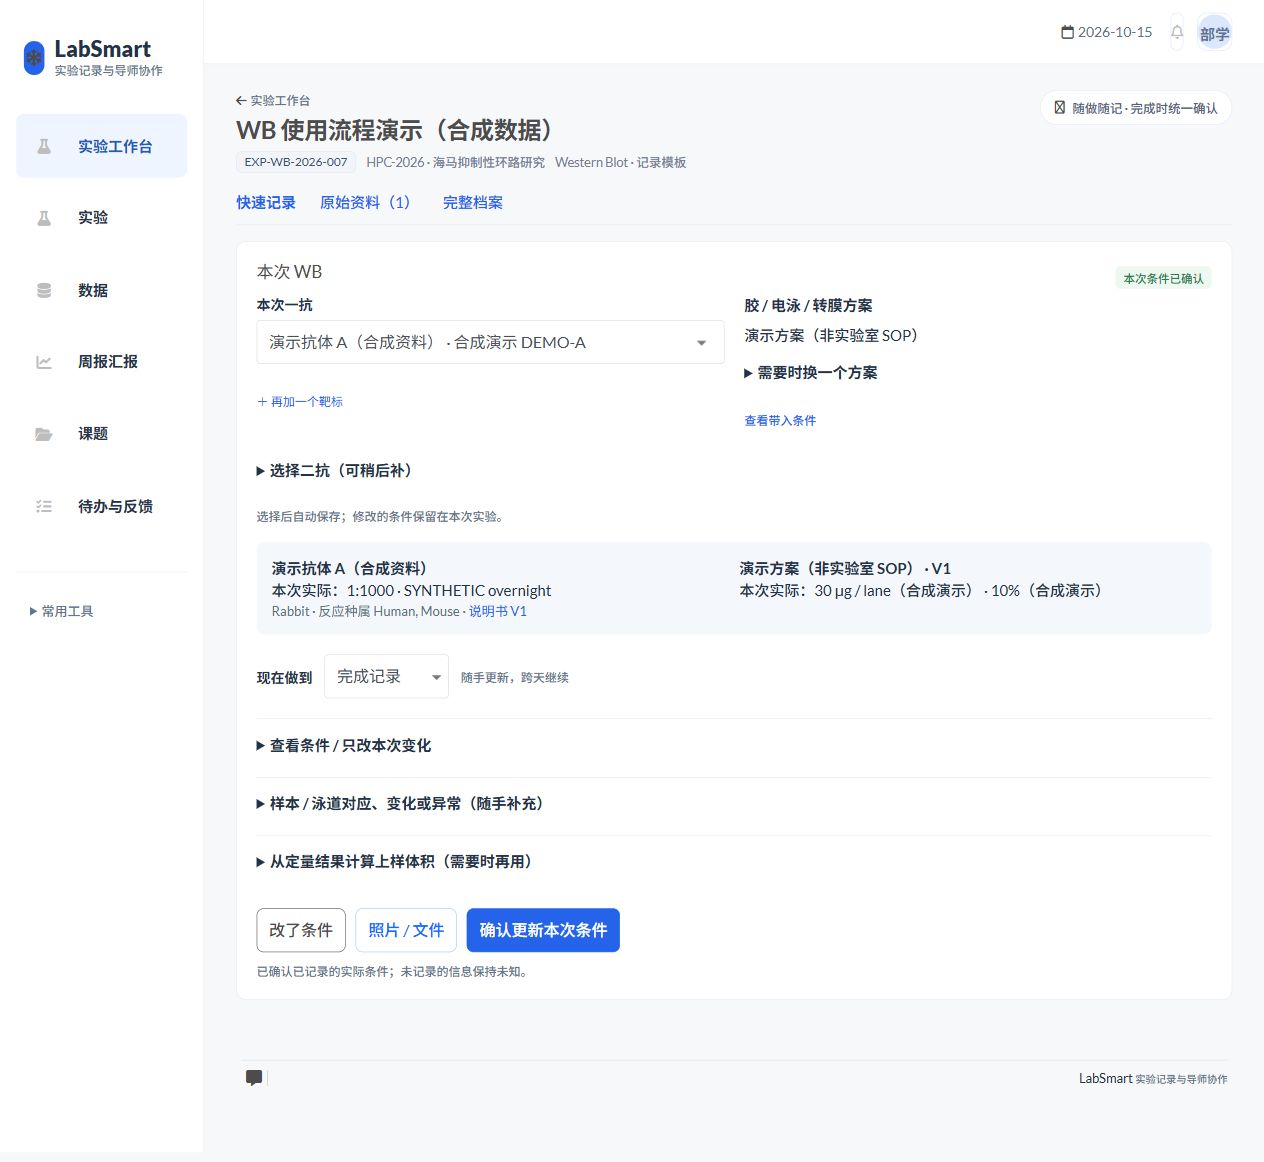 LabSmart
实验记录与导师协作
实验工作台
实验
数据
周报汇报
课题
待办与反馈
▶ 常用工具
2026-10-15
部学
← 实验工作台
WB 使用流程演示（合成数据）
随做随记 · 完成时统一确认
EXP-WB-2026-007 HPC-2026 · 海马抑制性环路研究 Western Blot · 记录模板
快速记录 原始资料（1） 完整档案
本次 WB
本次条件已确认
本次一抗
演示抗体 A（合成资料） · 合成演示 DEMO-A
＋ 再加一个靶标
胶 / 电泳 / 转膜方案
演示方案（非实验室 SOP）
▶ 需要时换一个方案
查看带入条件
▶ 选择二抗（可稍后补）
选择后自动保存；修改的条件保留在本次实验。
演示抗体 A（合成资料）
本次实际：1:1000 · SYNTHETIC overnight
Rabbit · 反应种属 Human, Mouse · 说明书 V1
演示方案（非实验室 SOP） · V1
本次实际：30 µg / lane（合成演示） · 10%（合成演示）
现在做到 完成记录 随手更新，跨天继续
▶ 查看条件 / 只改本次变化
▶ 样本 / 泳道对应、变化或异常（随手补充）
▶ 从定量结果计算上样体积（需要时再用）
改了条件 照片 / 文件 确认更新本次条件
已确认已记录的实际条件；未记录的信息保持未知。
LabSmart 实验记录与导师协作